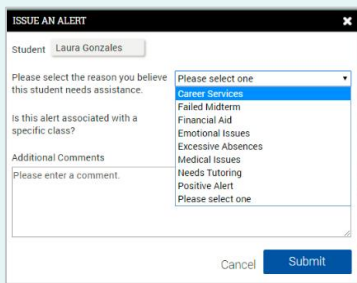 ISSUE AN ALERT x
Student Laura Gonzales
Please select the reason you believe
this student needs assistance.
Please select one
Career Services
Failed Midterm
Financial Aid
Emotional Issues
Excessive Absences
Medical Issues
Needs Tutoring
Positive Alert
Please select one
Is this alert associated with a
specific class?
Additional Comments
Please enter a comment.
Cancel Submit